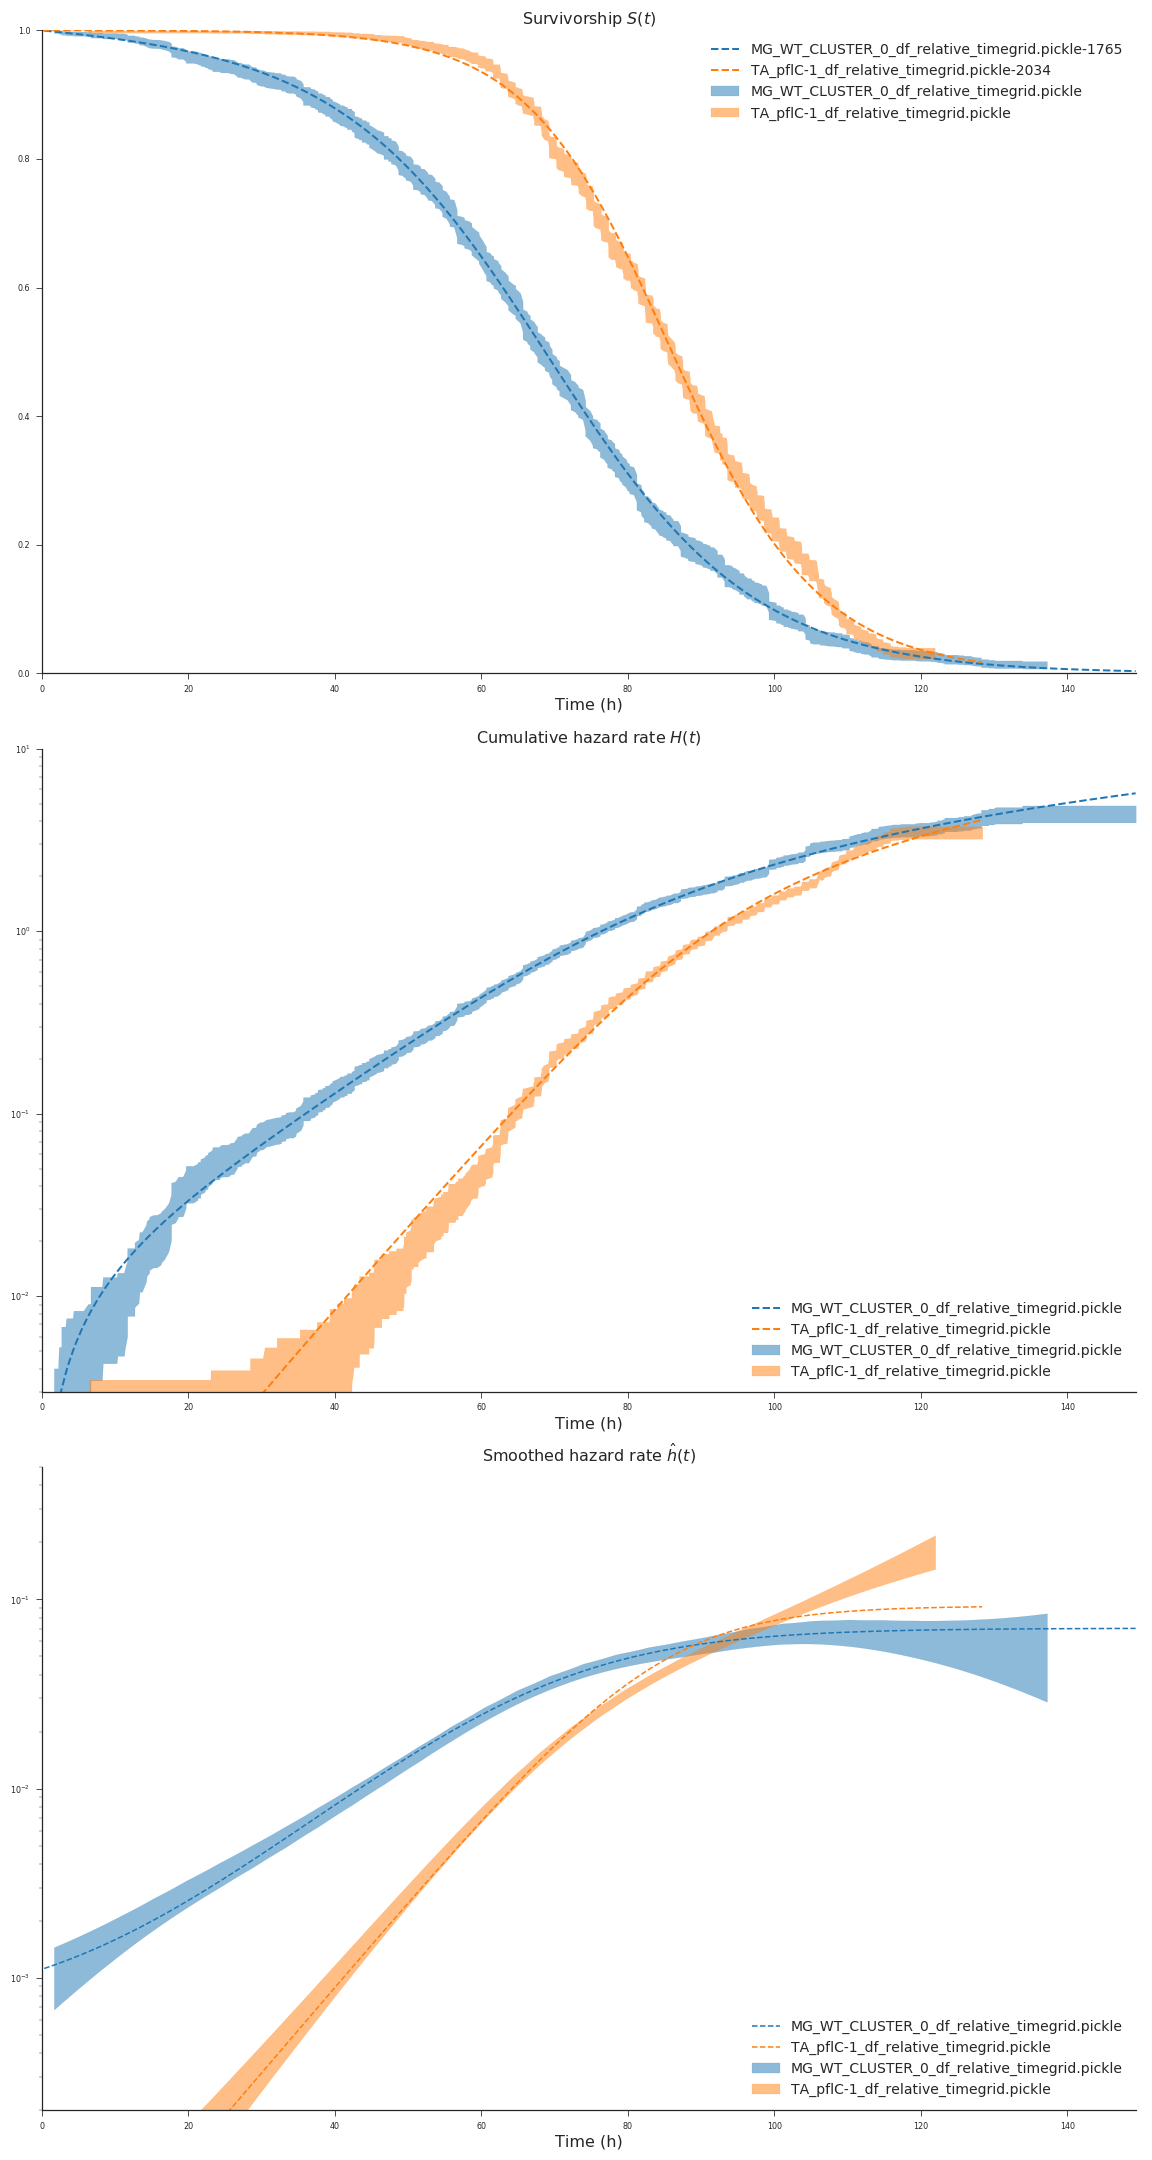 Survivorship S(t)
1.0
0.8
0.6
0.4
0.2
0.0
MG_WT_CLUSTER_0_df_relative_timegrid.pickle-1765
TA_pflC-1_df_relative_timegrid.pickle-2034
MG_WT_CLUSTER_0_df_relative_timegrid.pickle
TA_pflC-1_df_relative_timegrid.pickle
0 20 40 60 80 100 120 140
Time (h)
Cumulative hazard rate H(t)
10¹
10⁰
10⁻¹
10⁻²
MG_WT_CLUSTER_0_df_relative_timegrid.pickle
TA_pflC-1_df_relative_timegrid.pickle
MG_WT_CLUSTER_0_df_relative_timegrid.pickle
TA_pflC-1_df_relative_timegrid.pickle
0 20 40 60 80 100 120 140
Time (h)
Smoothed hazard rate ĥ(t)
10⁻¹
10⁻²
10⁻³
MG_WT_CLUSTER_0_df_relative_timegrid.pickle
TA_pflC-1_df_relative_timegrid.pickle
MG_WT_CLUSTER_0_df_relative_timegrid.pickle
TA_pflC-1_df_relative_timegrid.pickle
0 20 40 60 80 100 120 140
Time (h)